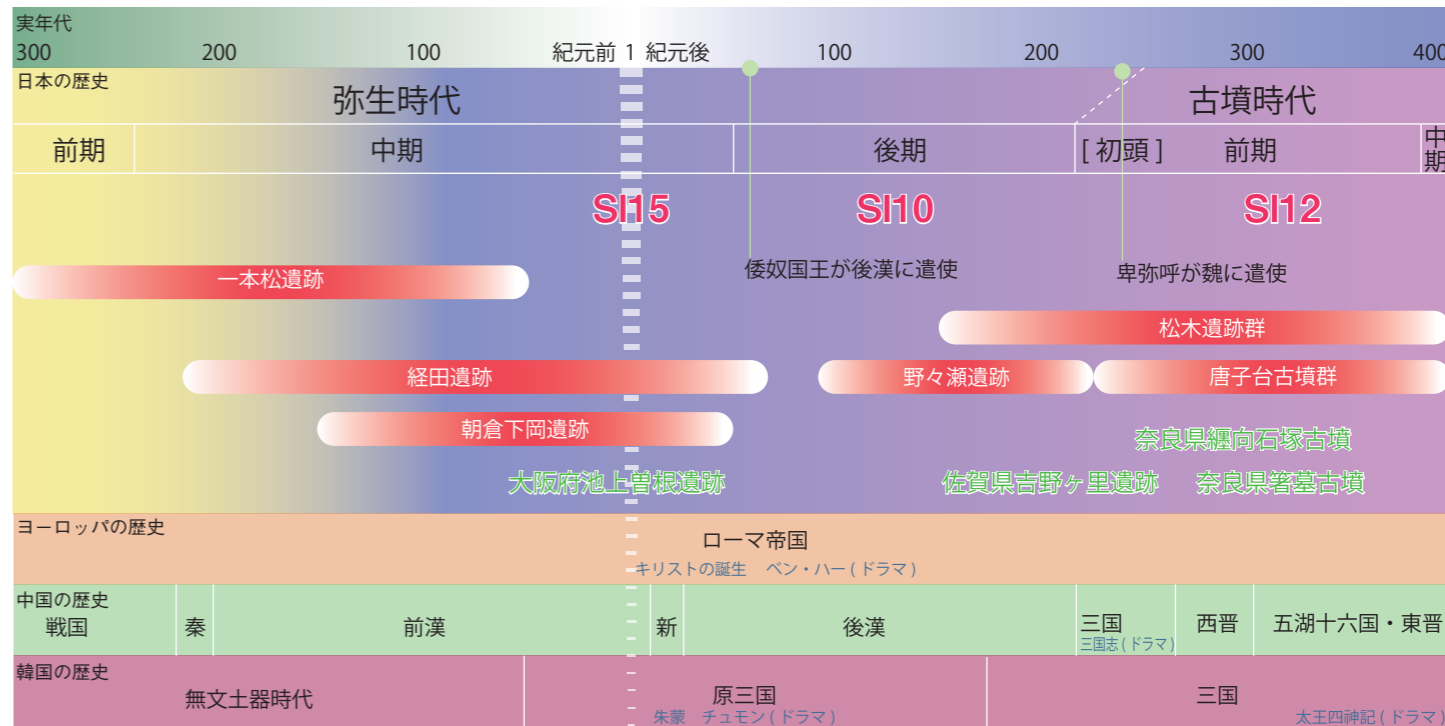 実年代
300 200 100 紀元前 1 紀元後 100 200 300 400
日本の歴史
弥生時代 古墳時代
前期 中期 後期 [ 初頭 ] 前期 中期
SI15 SI10 SI12
倭奴国王が後漢に遣使 卑弥呼が魏に遣使
一本松遺跡
松木遺跡群
経田遺跡 野々瀬遺跡 唐子台古墳群
朝倉下岡遺跡
奈良県纏向石塚古墳
大阪府池上曽根遺跡 佐賀県吉野ヶ里遺跡 奈良県箸墓古墳
ヨーロッパの歴史
ローマ帝国
キリストの誕生 ベン・ハー ( ドラマ )
中国の歴史
戦国 秦 前漢 新 後漢 三国 西晋 五湖十六国・東晋
三国志 ( ドラマ )
韓国の歴史
無文土器時代 原三国 三国
朱蒙 チュモン ( ドラマ ) 太王四神記 ( ドラマ )